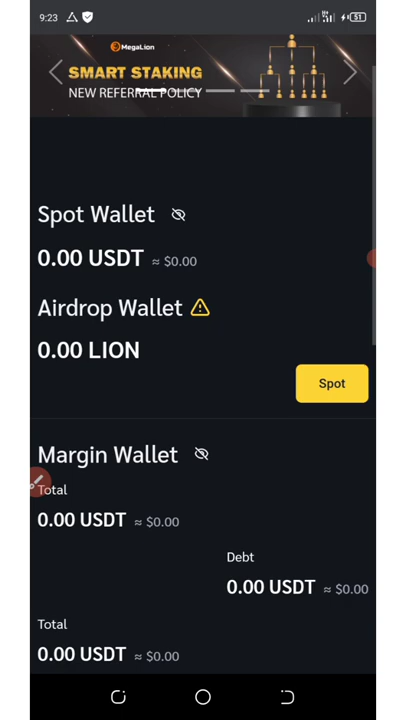 9:23
51
MegaLion
SMART STAKING
NEW REFERRAL POLICY
Spot Wallet
0.00 USDT ≈ $0.00
Airdrop Wallet
0.00 LION
Spot
Margin Wallet
Total
0.00 USDT ≈ $0.00
Debt
0.00 USDT ≈ $0.00
Total
0.00 USDT ≈ $0.00